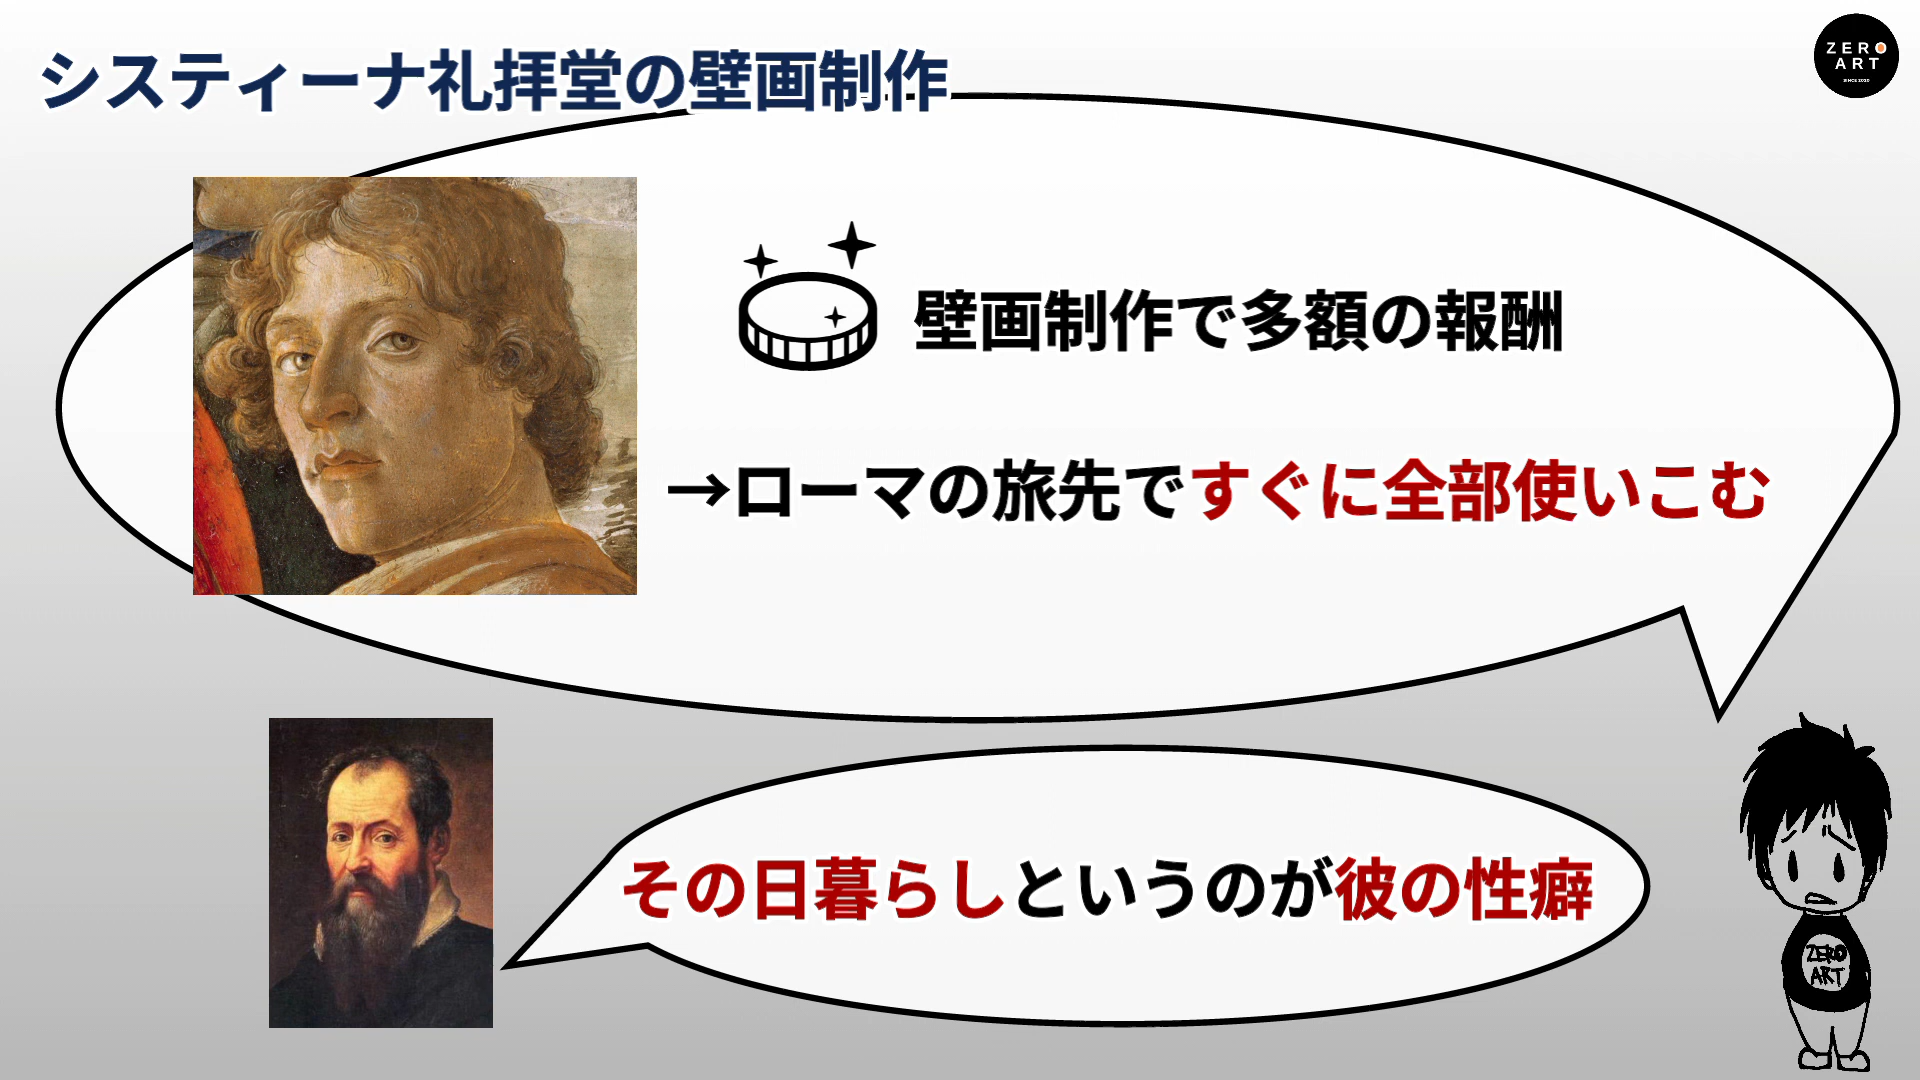 システィーナ礼拝堂の壁画制作
ZERO
ART
SINCE 2020
壁画制作で多額の報酬
→ローマの旅先ですぐに全部使いこむ
その日暮らしというのが彼の性癖
ZERO
ART